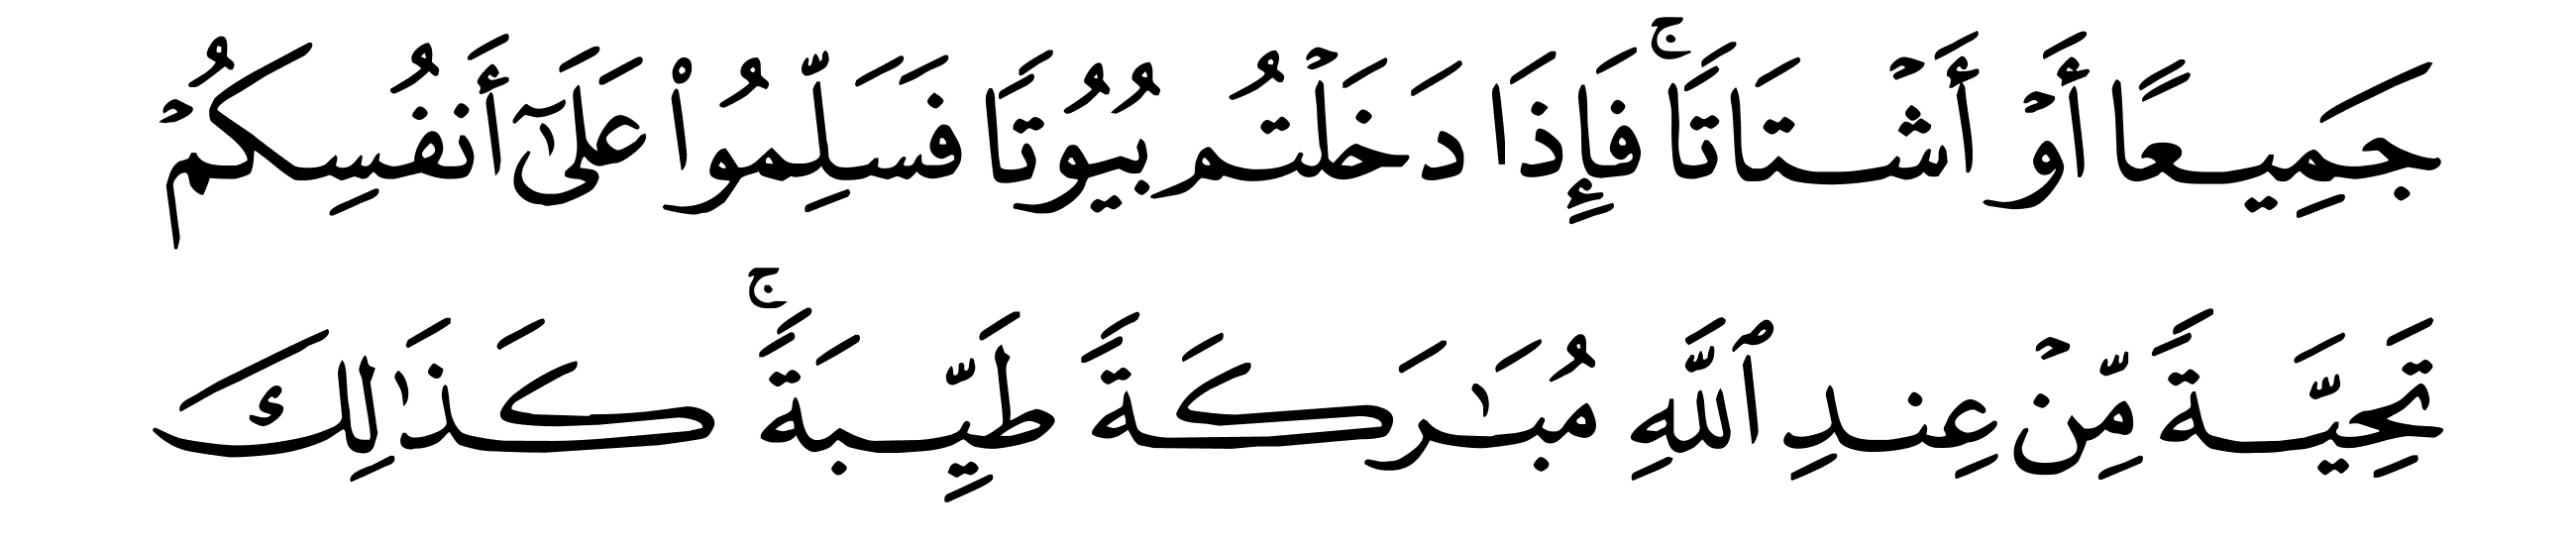 جَمِيعًا أَوۡ أَشۡتَاتًاۚ فَإِذَا دَخَلۡتُم بُيُوتًا فَسَلِّمُواْ عَلَىٰٓ أَنفُسِكُمۡ
تَحِيَّةً مِّنۡ عِندِ ٱللَّهِ مُبَٰرَكَةً طَيِّبَةًۚ كَذَٰلِكَ